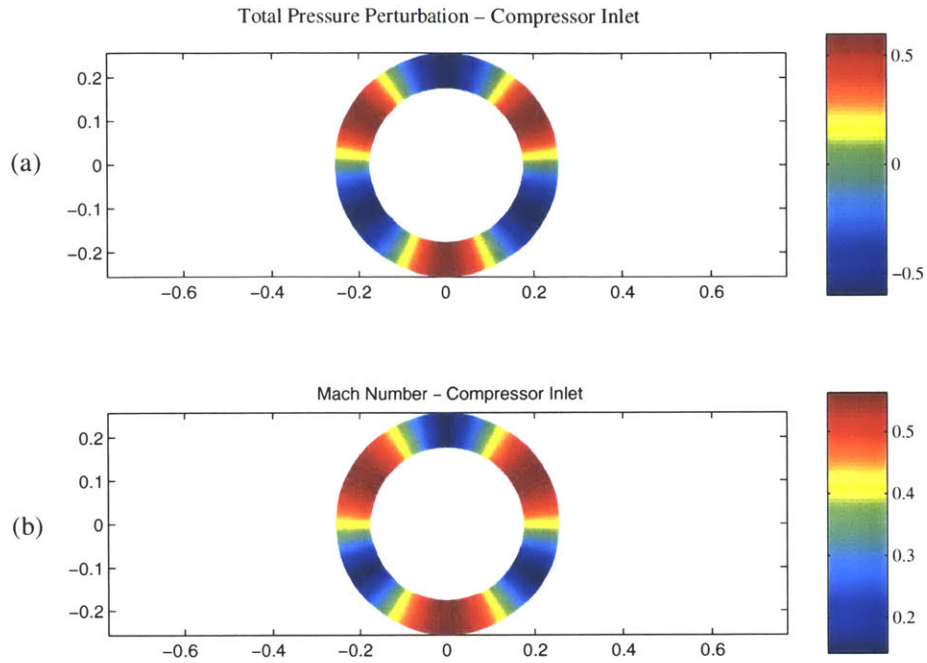 Total Pressure Perturbation – Compressor Inlet
(a)
0.2
0.1
0
−0.1
−0.2
−0.6 −0.4 −0.2 0 0.2 0.4 0.6
0.5
0
−0.5
Mach Number – Compressor Inlet
(b)
0.2
0.1
0
−0.1
−0.2
−0.6 −0.4 −0.2 0 0.2 0.4 0.6
0.5
0.4
0.3
0.2